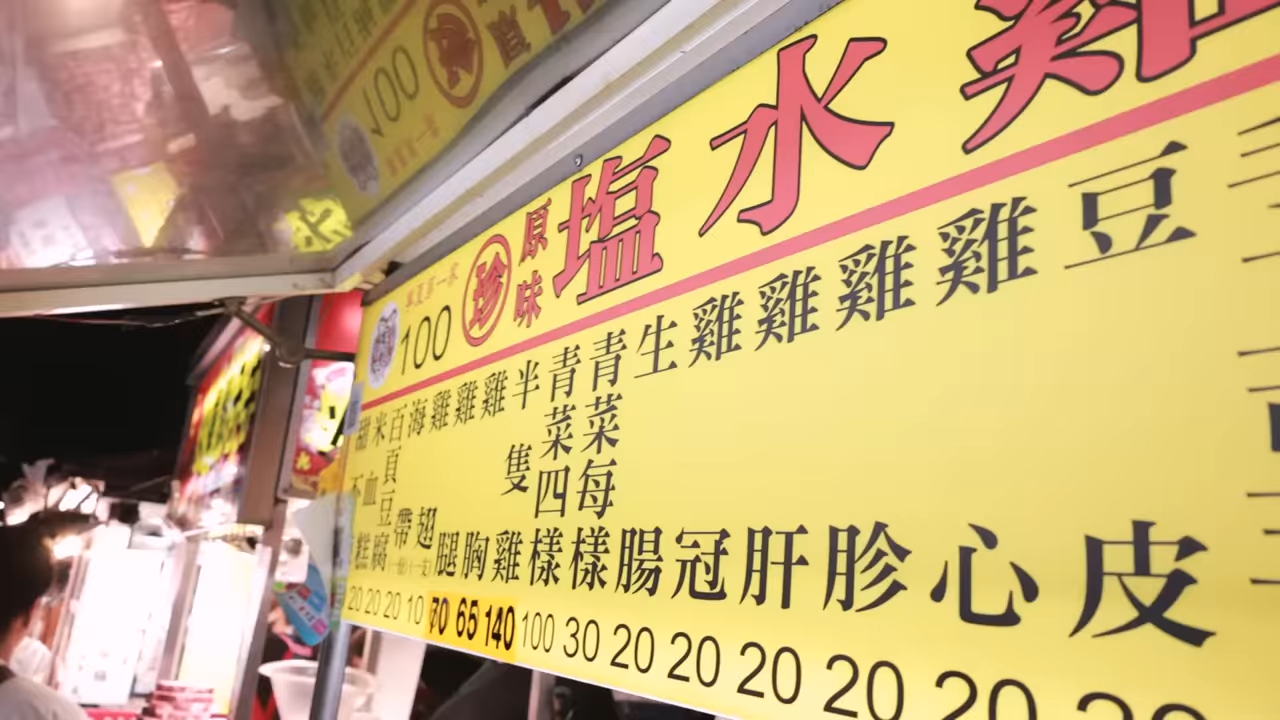 100
珍
原味
塩水雞
豆皮
雞心
雞胗
雞肝
雞冠
生腸
青菜每樣
青菜四樣
半隻雞
雞胸
雞腿
雞翅
海帶
百頁豆腐
米血糕
20 20 20 10 70 65 140 100 30 20 20 20 20 20 20